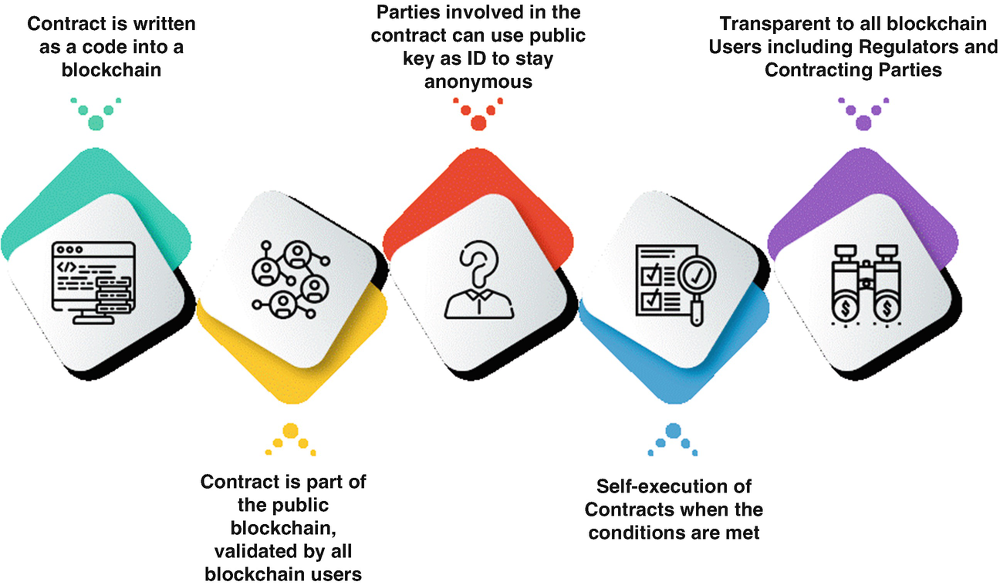 Contract is written
as a code into a
blockchain
Contract is part of
the public
blockchain,
validated by all
blockchain users
Parties involved in the
contract can use public
key as ID to stay
anonymous
Self-execution of
Contracts when the
conditions are met
Transparent to all blockchain
Users including Regulators and
Contracting Parties